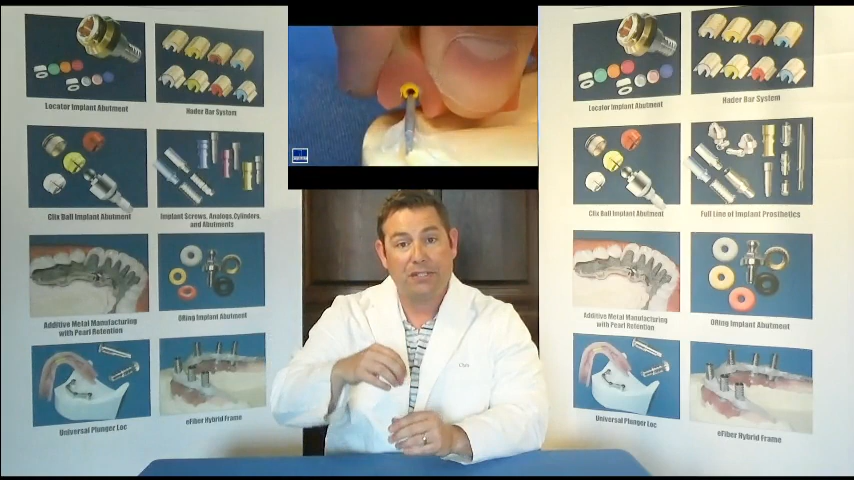 Locator Implant Abutment
Hader Bar System
Clix Ball Implant Abutment
Implant Screws, Analogs, Cylinders,
and Abutments
Additive Metal Manufacturing
with Pearl Retention
ORing Implant Abutment
Universal Plunger Loc
eFiber Hybrid Frame
Locator Implant Abutment
Hader Bar System
Clix Ball Implant Abutment
Full Line of Implant Prosthetics
Additive Metal Manufacturing
with Pearl Retention
ORing Implant Abutment
Universal Plunger Loc
eFiber Hybrid Frame